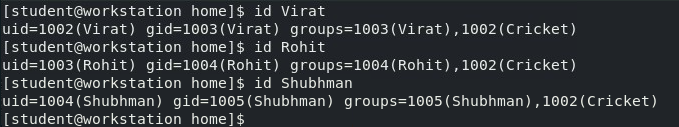 [student@workstation home]$ id Virat
uid=1002(Virat) gid=1003(Virat) groups=1003(Virat),1002(Cricket)
[student@workstation home]$ id Rohit
uid=1003(Rohit) gid=1004(Rohit) groups=1004(Rohit),1002(Cricket)
[student@workstation home]$ id Shubhman
uid=1004(Shubhman) gid=1005(Shubhman) groups=1005(Shubhman),1002(Cricket)
[student@workstation home]$